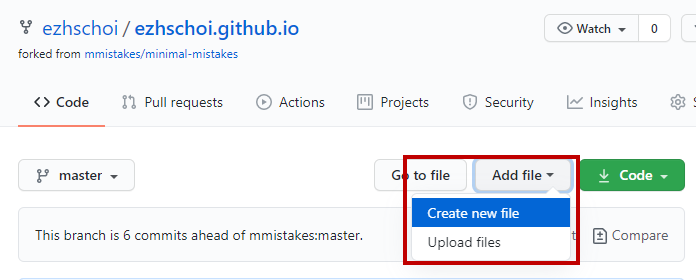 ezhschoi / ezhschoi.github.io
Watch
0
forked from mmistakes/minimal-mistakes
Code
Pull requests
Actions
Projects
Security
Insights
master
Go to file
Add file
Code
Create new file
Upload files
This branch is 6 commits ahead of mmistakes:master.
Compare